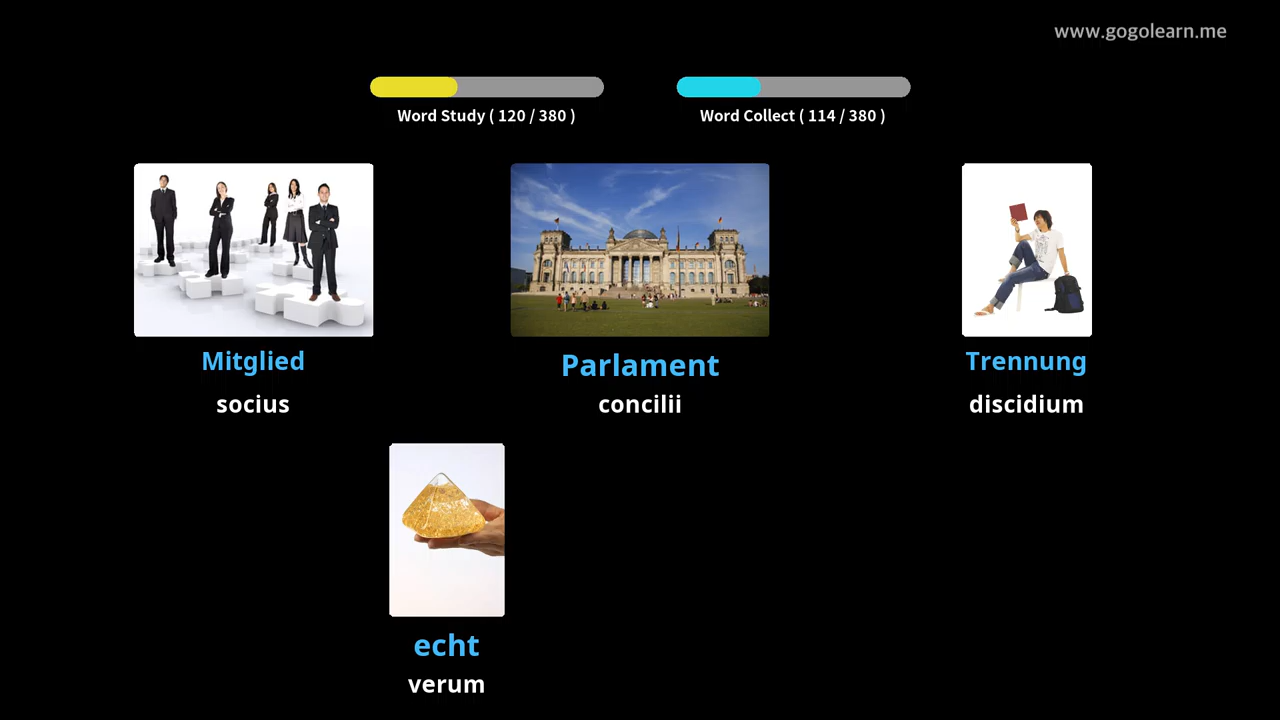 www.gogolearn.me
Word Study ( 120 / 380 )
Word Collect ( 114 / 380 )
Mitglied
socius
Parlament
concilii
Trennung
discidium
echt
verum